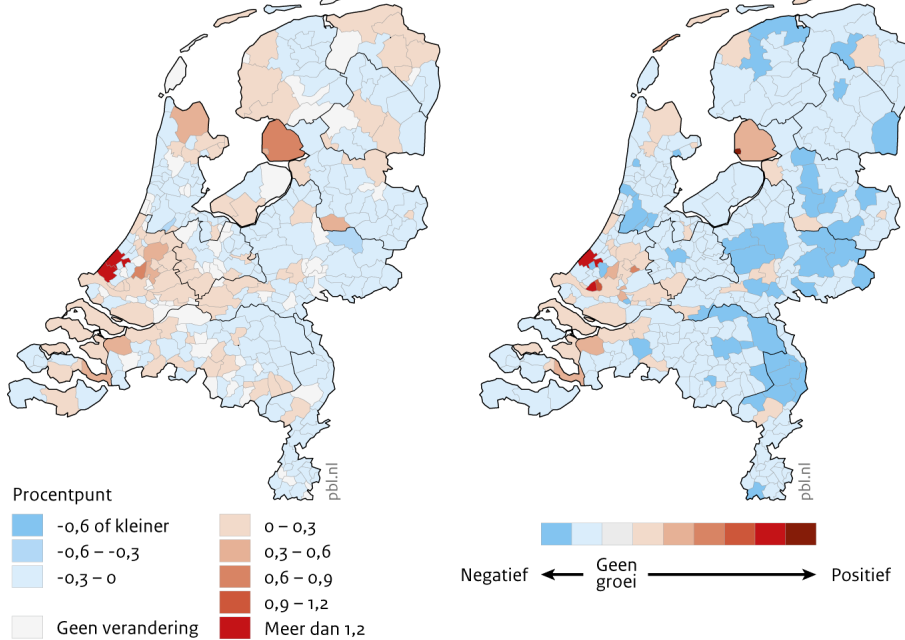 pbl.nl
pbl.nl
Procentpunt
-0,6 of kleiner
-0,6 – -0,3
-0,3 – 0
Geen verandering
0 – 0,3
0,3 – 0,6
0,6 – 0,9
0,9 – 1,2
Meer dan 1,2
Negatief
Geen
groei
Positief